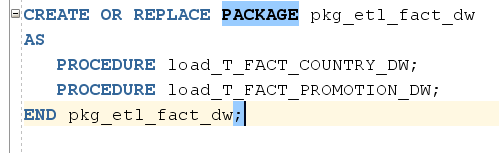 CREATE OR REPLACE PACKAGE pkg_etl_fact_dw
AS
PROCEDURE load_T_FACT_COUNTRY_DW;
PROCEDURE load_T_FACT_PROMOTION_DW;
END pkg_etl_fact_dw;